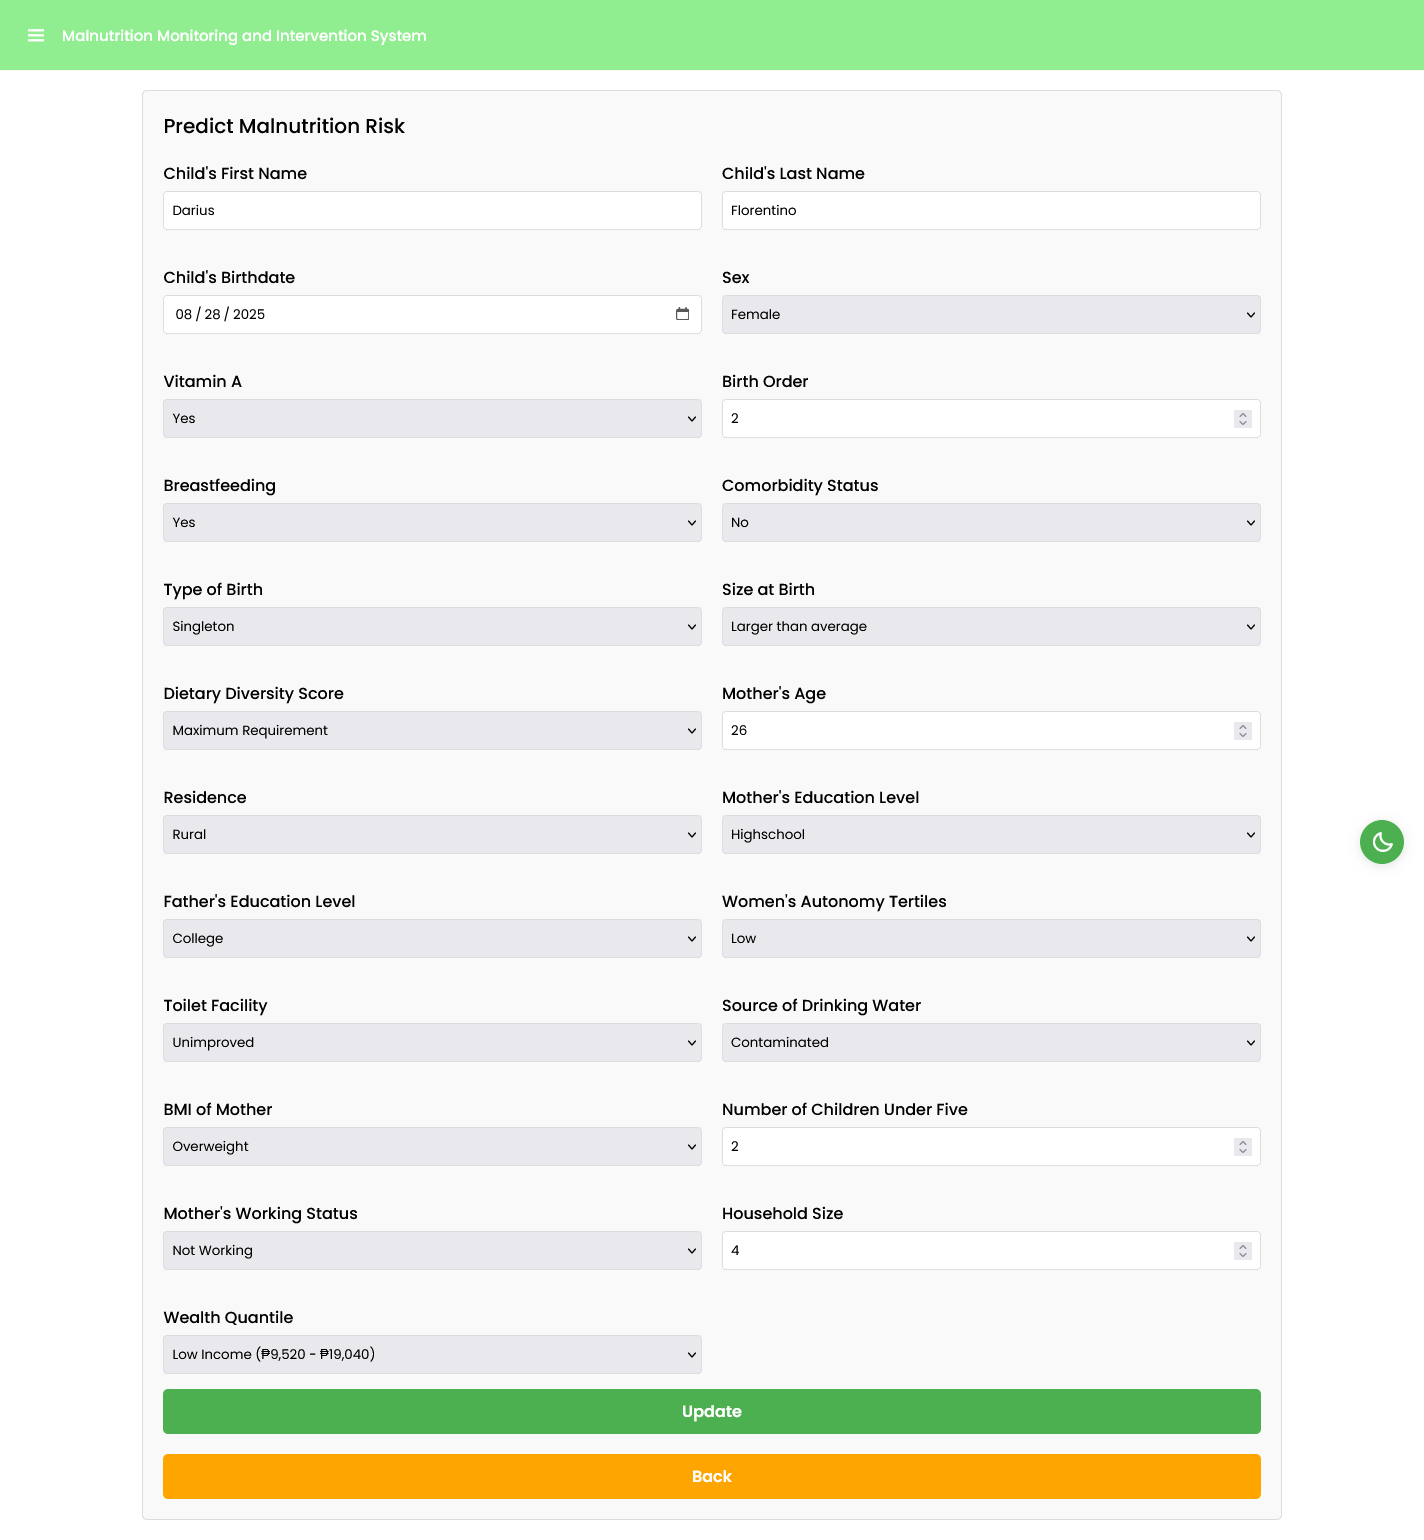 Malnutrition Monitoring and Intervention System
Predict Malnutrition Risk
Child's First Name
Darius
Child's Last Name
Florentino
Child's Birthdate
08 / 28 / 2025
Sex
Female
Vitamin A
Yes
Birth Order
2
Breastfeeding
Yes
Comorbidity Status
No
Type of Birth
Singleton
Size at Birth
Larger than average
Dietary Diversity Score
Maximum Requirement
Mother's Age
26
Residence
Rural
Mother's Education Level
Highschool
Father's Education Level
College
Women's Autonomy Tertiles
Low
Toilet Facility
Unimproved
Source of Drinking Water
Contaminated
BMI of Mother
Overweight
Number of Children Under Five
2
Mother's Working Status
Not Working
Household Size
4
Wealth Quantile
Low Income (₱9,520 - ₱19,040)
Update
Back